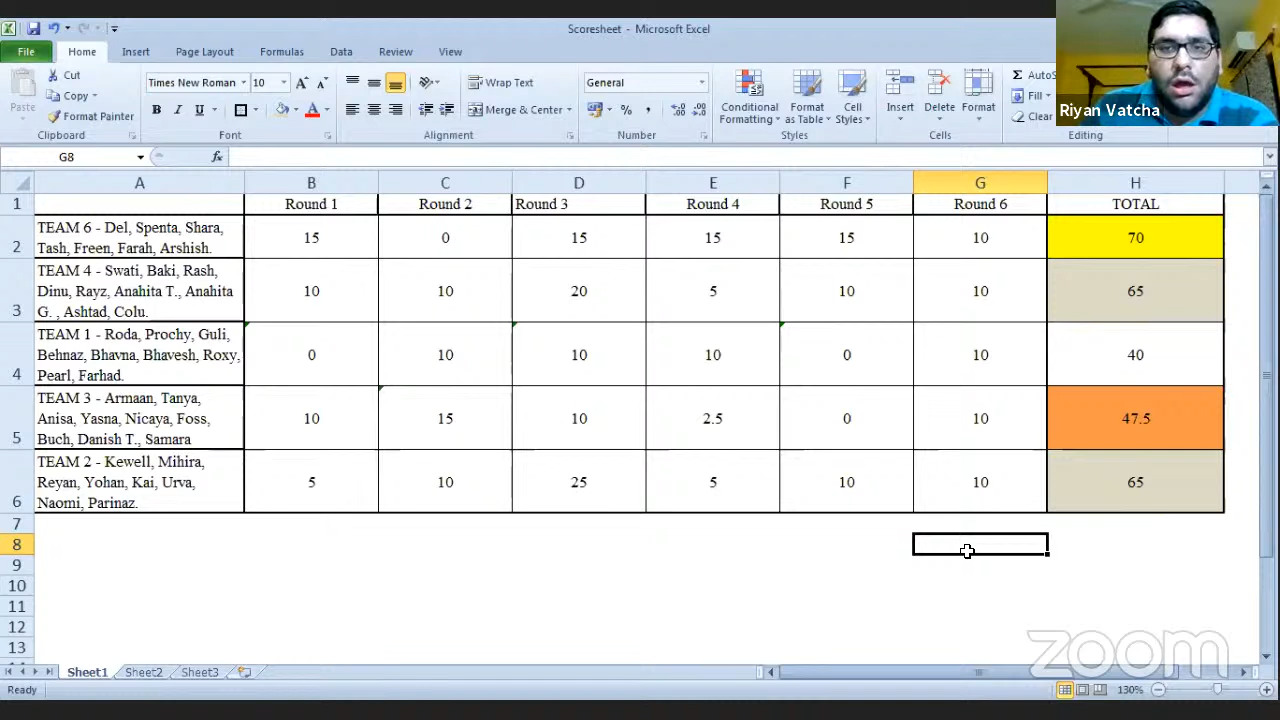 Scoresheet - Microsoft Excel
File Home Insert Page Layout Formulas Data Review View
Paste
Cut
Copy
Format Painter
Clipboard
Times New Roman 10
B I U
Font
Wrap Text
Merge & Center
Alignment
General
Number
Conditional Formatting
Format as Table
Cell Styles
Styles
Insert Delete Format
Cells
Σ AutoS
Fill
Clear
Editing
Riyan Vatcha
G8 fx
A B C D E F G H
1 Round 1 Round 2 Round 3 Round 4 Round 5 Round 6 TOTAL
TEAM 6 - Del, Spenta, Shara,
Tash, Freen, Farah, Arshish.
2 15 0 15 15 15 10 70
TEAM 4 - Swati, Baki, Rash,
Dinu, Rayz, Anahita T., Anahita
G. , Ashtad, Colu.
3 10 10 20 5 10 10 65
TEAM 1 - Roda, Prochy, Guli,
Behnaz, Bhavna, Bhavesh, Roxy,
Pearl, Farhad.
4 0 10 10 10 0 10 40
TEAM 3 - Armaan, Tanya,
Anisa, Yasna, Nicaya, Foss,
Buch, Danish T., Samara
5 10 15 10 2.5 0 10 47.5
TEAM 2 - Kewell, Mihira,
Reyan, Yohan, Kai, Urva,
Naomi, Parinaz.
6 5 10 25 5 10 10 65
7
8
9
10
11
12
13
zoom
Sheet1 Sheet2 Sheet3
Ready 130%